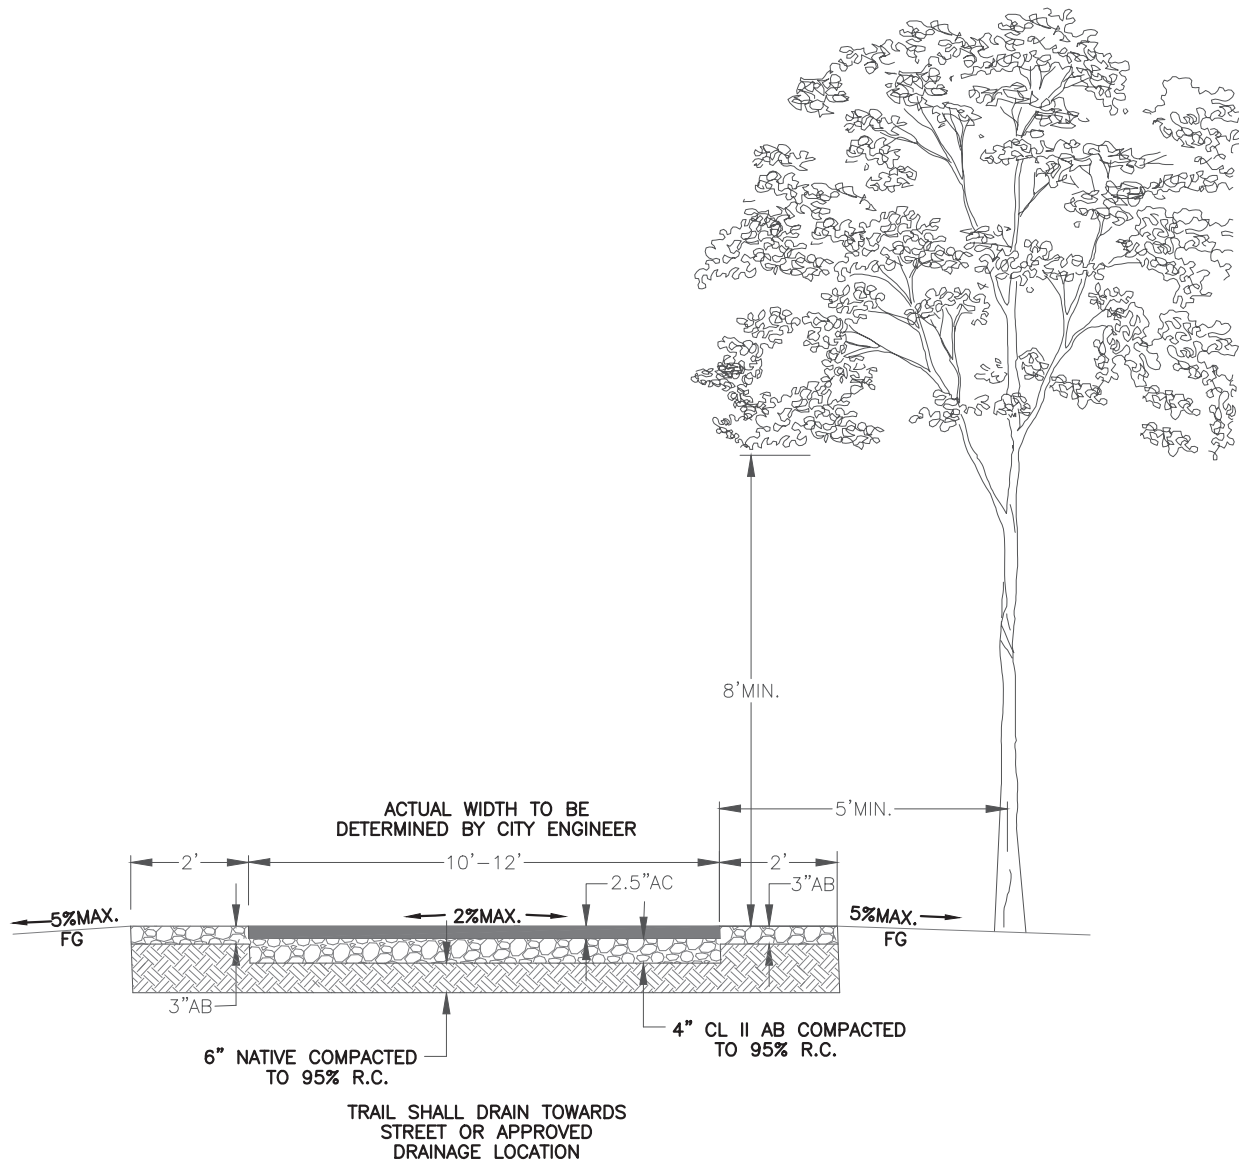 8'MIN.
5'MIN.
ACTUAL WIDTH TO BE
DETERMINED BY CITY ENGINEER
2'
10'-12'
2'
2.5"AC
3"AB
5%MAX.
FG
2%MAX.
5%MAX.
FG
3"AB
4" CL II AB COMPACTED
TO 95% R.C.
6" NATIVE COMPACTED
TO 95% R.C.
TRAIL SHALL DRAIN TOWARDS
STREET OR APPROVED
DRAINAGE LOCATION